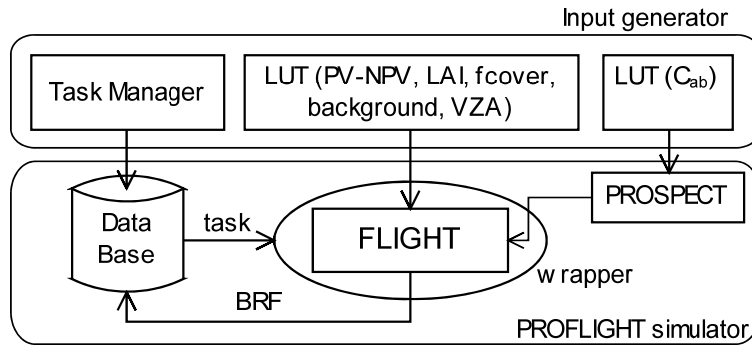 Input generator
Task Manager
LUT (PV-NPV, LAI, fcover,
background, VZA)
LUT (Cab)
PROSPECT
Data
Base
task
FLIGHT
w rapper
BRF
PROFLIGHT simulator